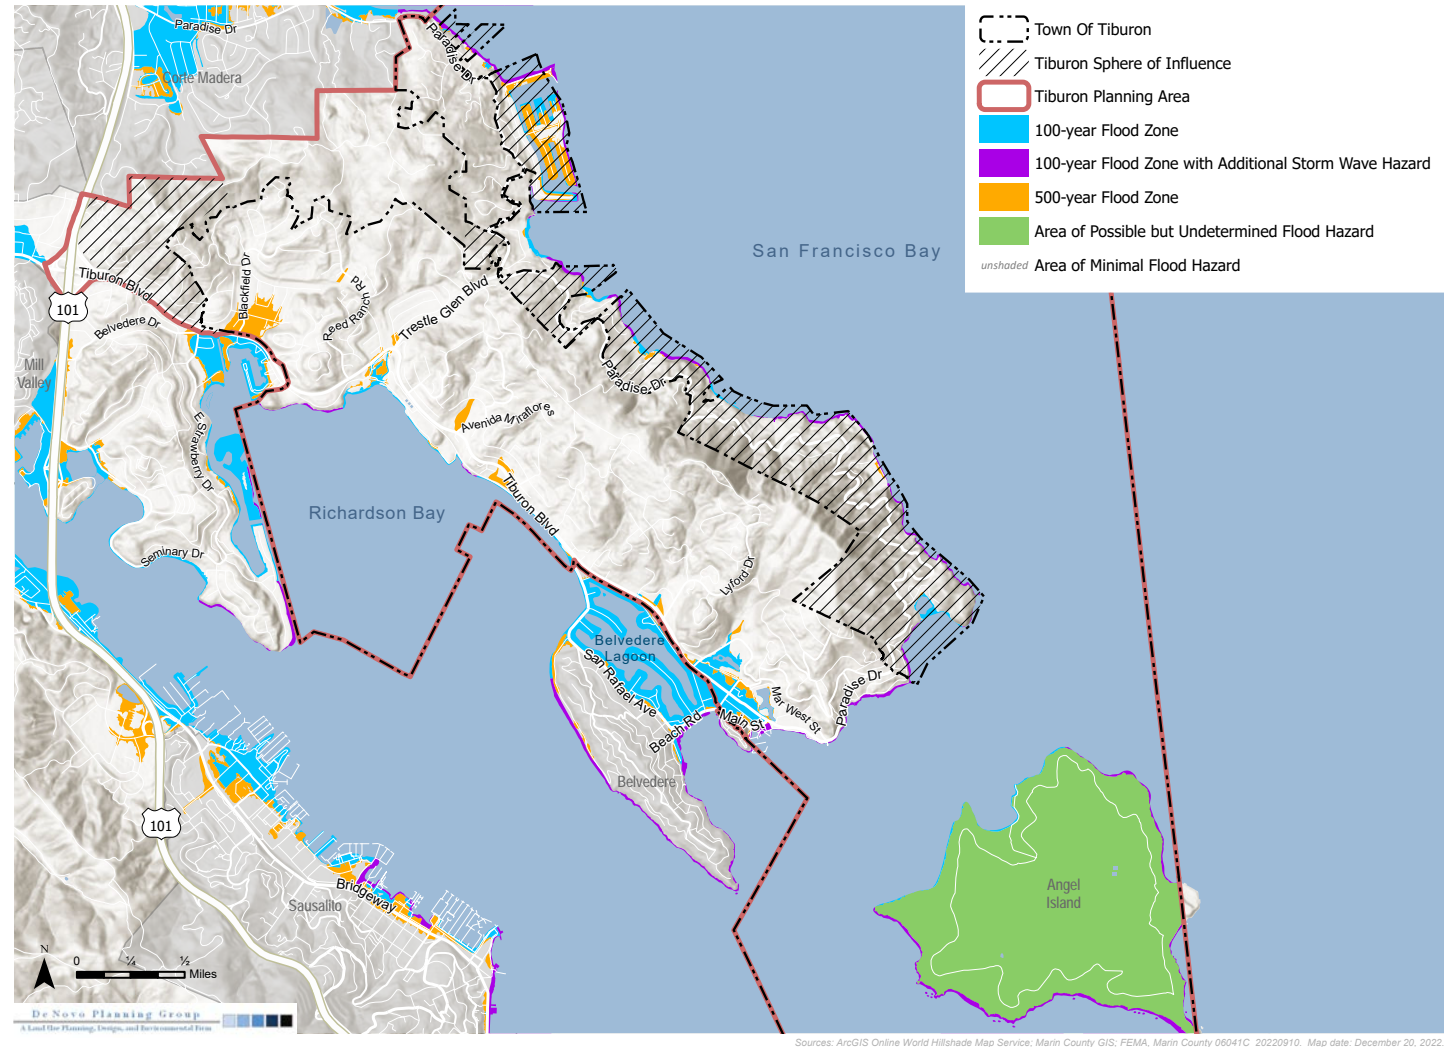 Town Of Tiburon
Tiburon Sphere of Influence
Tiburon Planning Area
100-year Flood Zone
100-year Flood Zone with Additional Storm Wave Hazard
500-year Flood Zone
Area of Possible but Undetermined Flood Hazard
unshaded Area of Minimal Flood Hazard
Paradise Dr
Corte Madera
Paradise Dr
San Francisco Bay
Tiburon Blvd
101
Belvedere Dr
Blackfield Dr
Reed Ranch Rd
Trestle Glen Blvd
Mill
Valley
Paradise Dr
E Strawberry Dr
Avenida Miraflores
Tiburon Blvd
Richardson Bay
Seminary Dr
Lyford Dr
Belvedere
Lagoon
San Rafael Ave
Beach Rd
Main St
Mar West St
Paradise Dr
Belvedere
101
Bridgeway
Sausalito
Angel
Island
N
0 ¼ ½
Miles
De Novo Planning Group
A Land Use Planning, Design, and Environmental Firm
Sources: ArcGIS Online World Hillshade Map Service; Marin County GIS; FEMA, Marin County 06041C_20220910. Map date: December 20, 2022.